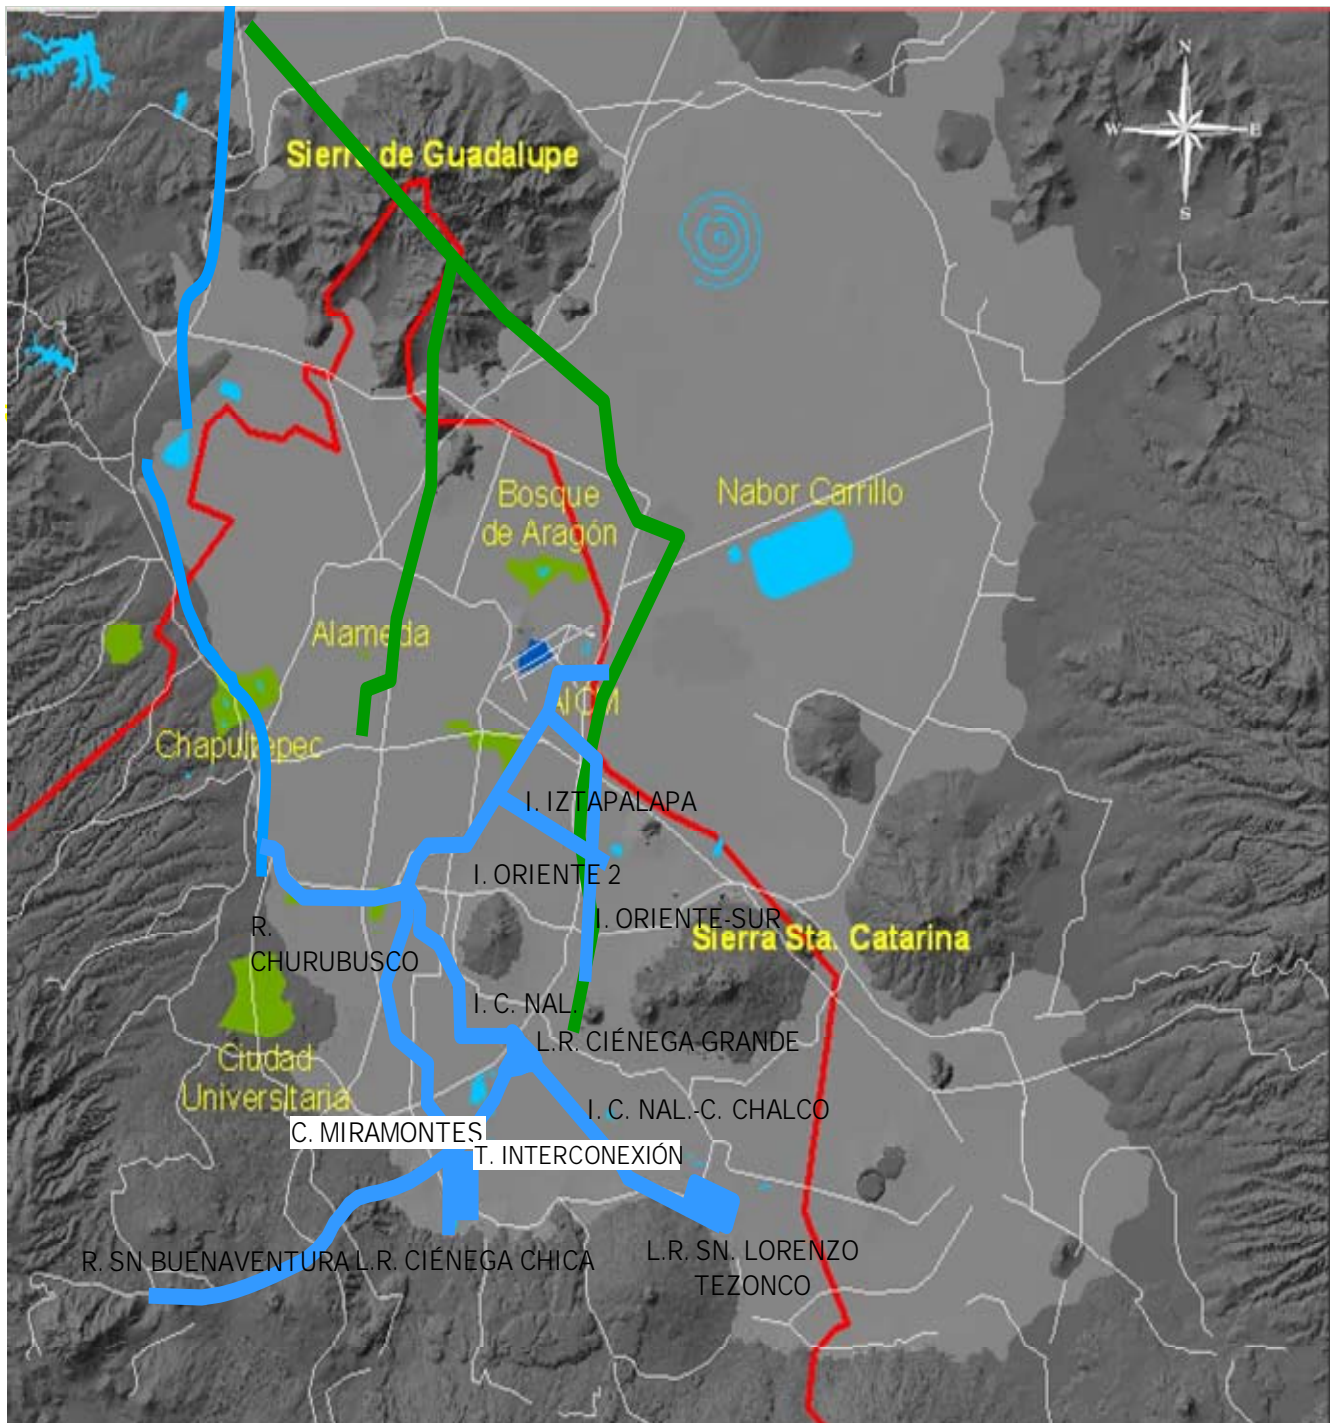 N
W E
S
Sierra de Guadalupe
Bosque
de Aragón
Nabor Carrillo
Alameda
AICM
Chapultepec
I. IZTAPALAPA
I. ORIENTE 2
I. ORIENTE-SUR
R.
CHURUBUSCO
Sierra Sta. Catarina
I. C. NAL.
L.R. CIÉNEGA GRANDE
Ciudad
Universitaria
I. C. NAL.-C. CHALCO
C. MIRAMONTES
T. INTERCONEXIÓN
R. SN BUENAVENTURA
L.R. CIÉNEGA CHICA
L.R. SN. LORENZO
TEZONCO